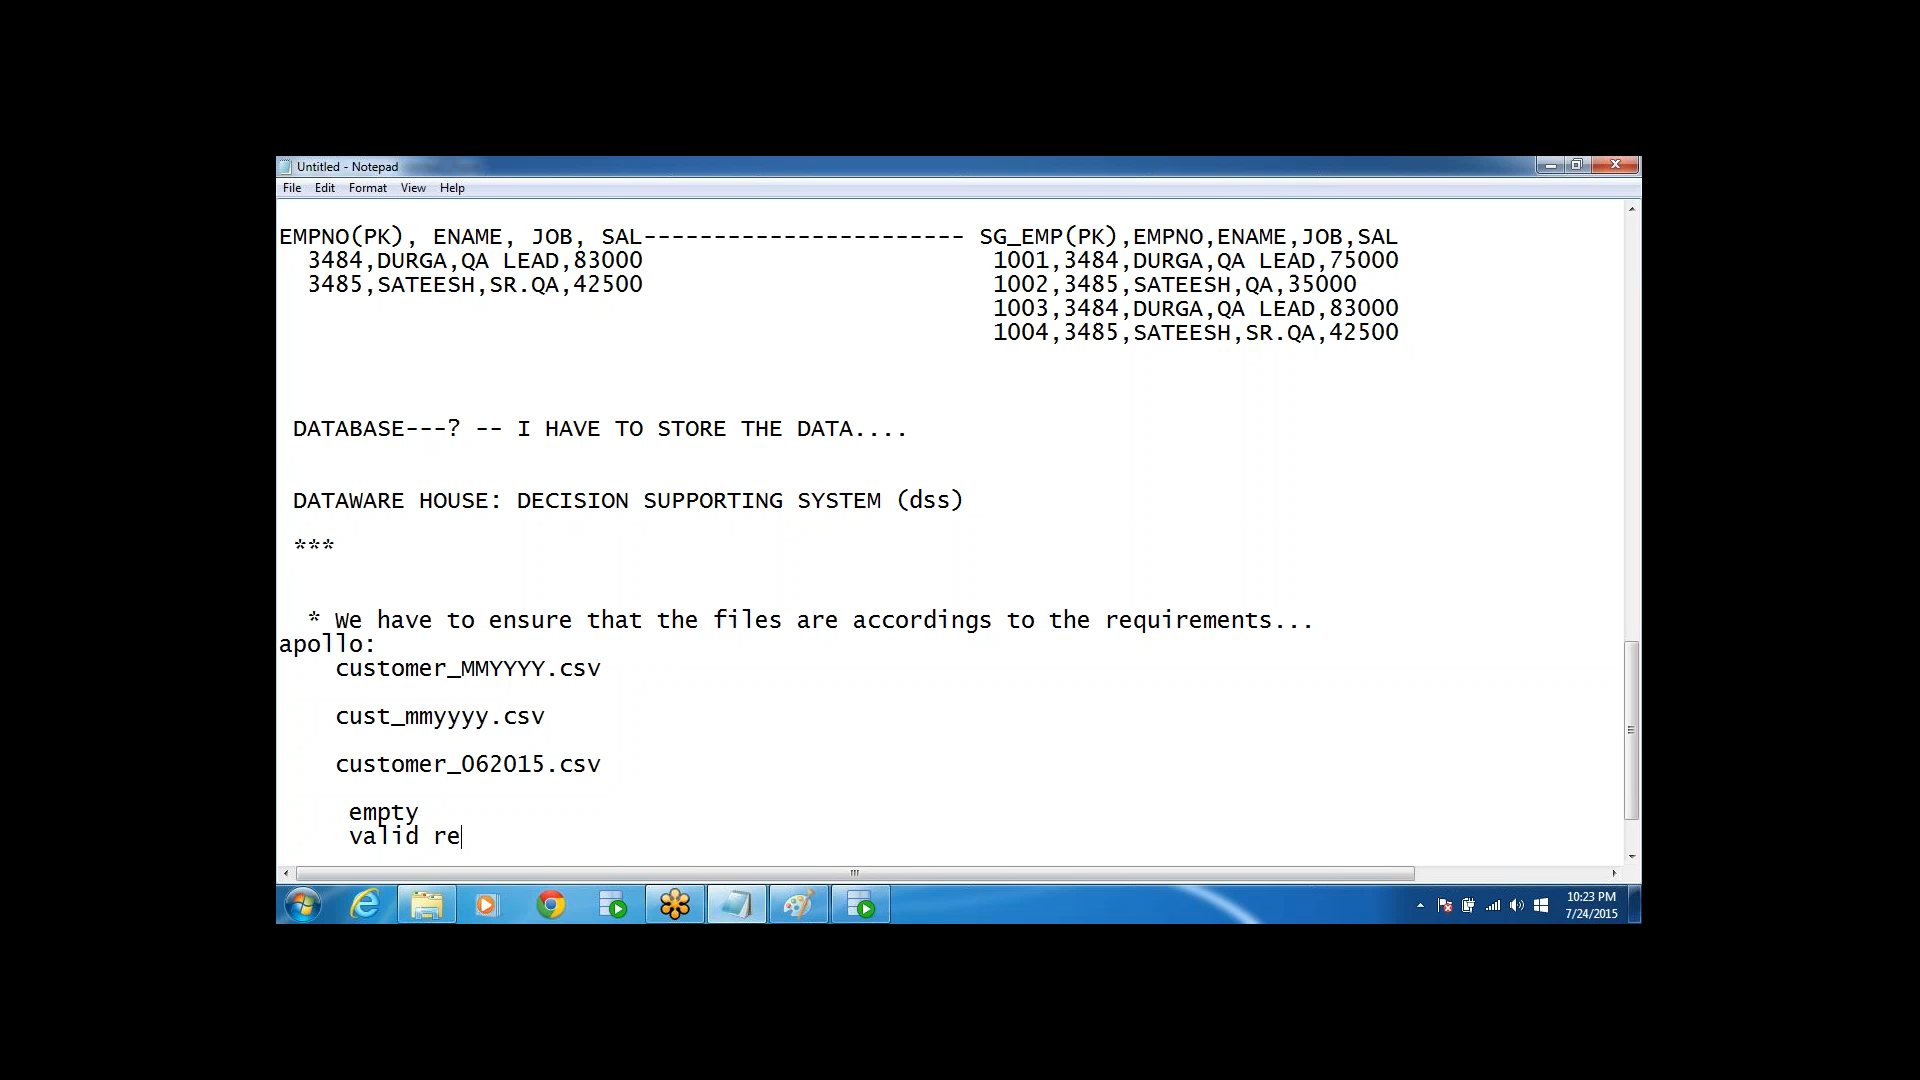 Untitled - Notepad
File Edit Format View Help
EMPNO(PK), ENAME, JOB, SAL----------------------- SG_EMP(PK),EMPNO,ENAME,JOB,SAL
3484,DURGA,QA LEAD,83000 1001,3484,DURGA,QA LEAD,75000
3485,SATEESH,SR.QA,42500 1002,3485,SATEESH,QA,35000
1003,3484,DURGA,QA LEAD,83000
1004,3485,SATEESH,SR.QA,42500
DATABASE---? -- I HAVE TO STORE THE DATA....
DATAWARE HOUSE: DECISION SUPPORTING SYSTEM (dss)
***
* We have to ensure that the files are accordings to the requirements...
apollo:
customer_MMYYYY.csv
cust_mmyyyy.csv
customer_062015.csv
empty
valid re
10:23 PM
7/24/2015